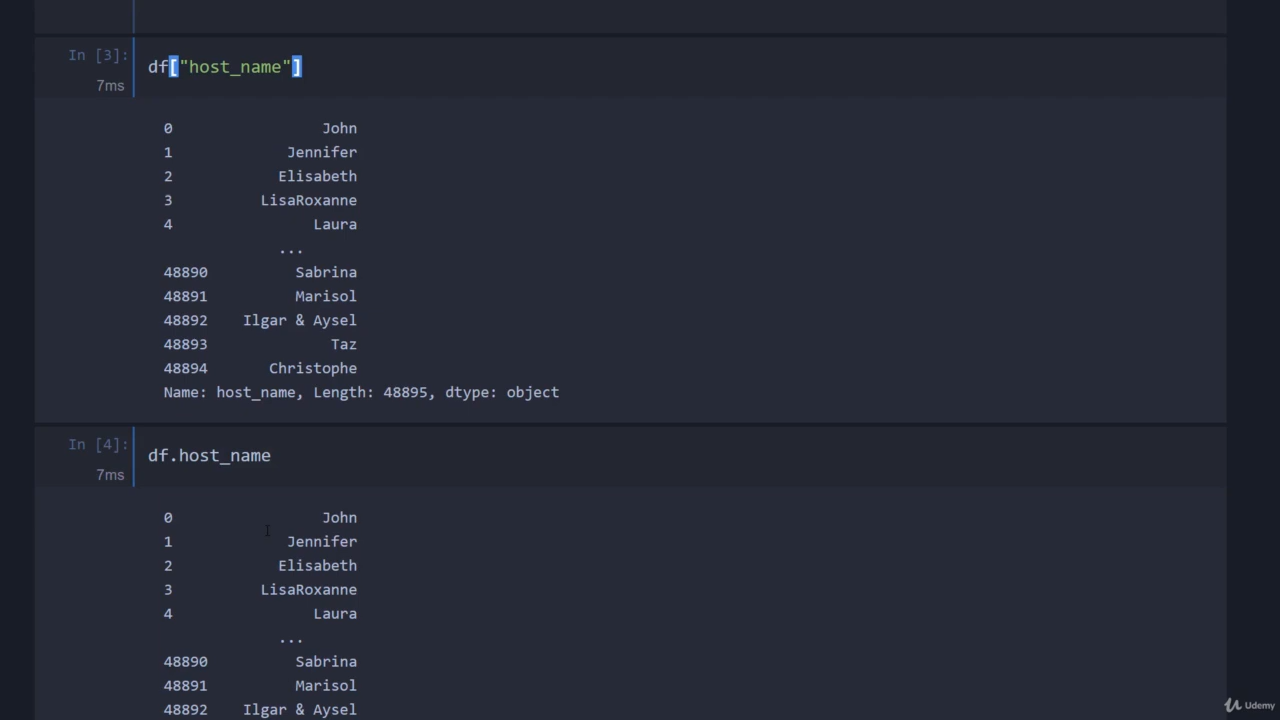 In [3]:
df["host_name"]
7ms
0 John
1 Jennifer
2 Elisabeth
3 LisaRoxanne
4 Laura
...
48890 Sabrina
48891 Marisol
48892 Ilgar & Aysel
48893 Taz
48894 Christophe
Name: host_name, Length: 48895, dtype: object
In [4]:
df.host_name
7ms
0 John
1 Jennifer
2 Elisabeth
3 LisaRoxanne
4 Laura
...
48890 Sabrina
48891 Marisol
48892 Ilgar & Aysel
Udemy